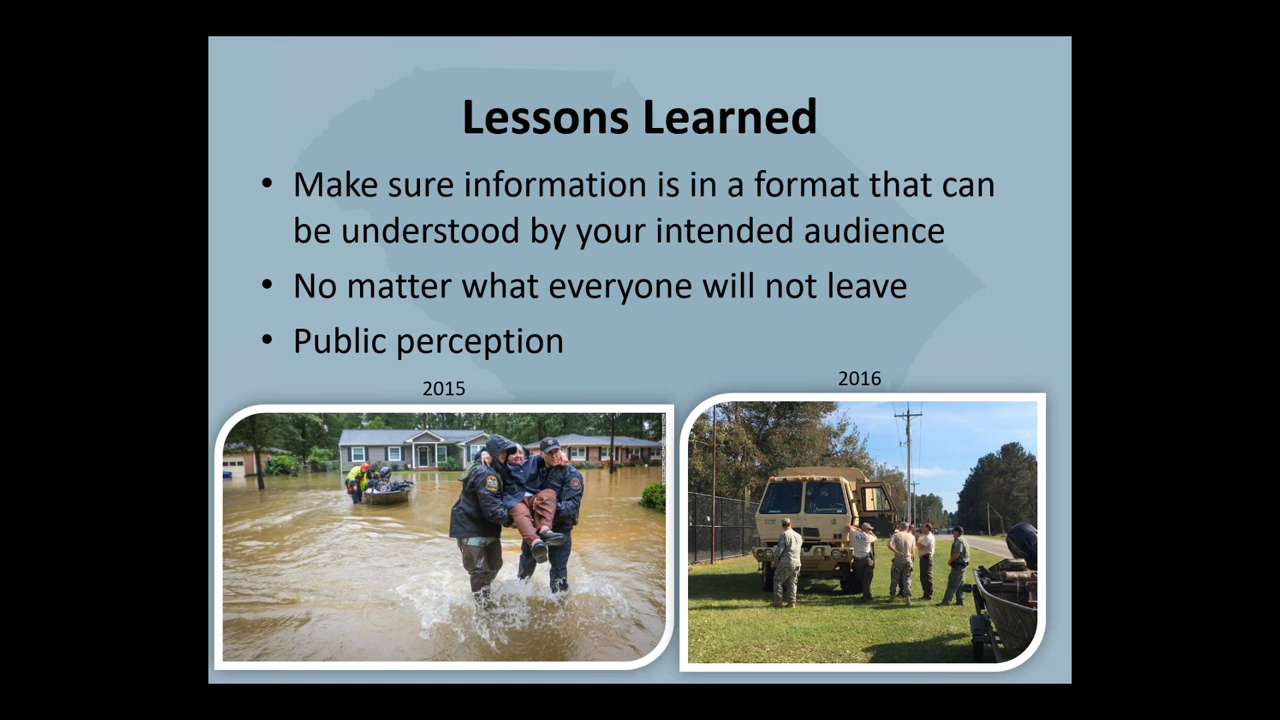 Lessons Learned
• Make sure information is in a format that can
be understood by your intended audience
• No matter what everyone will not leave
• Public perception
2015
2016